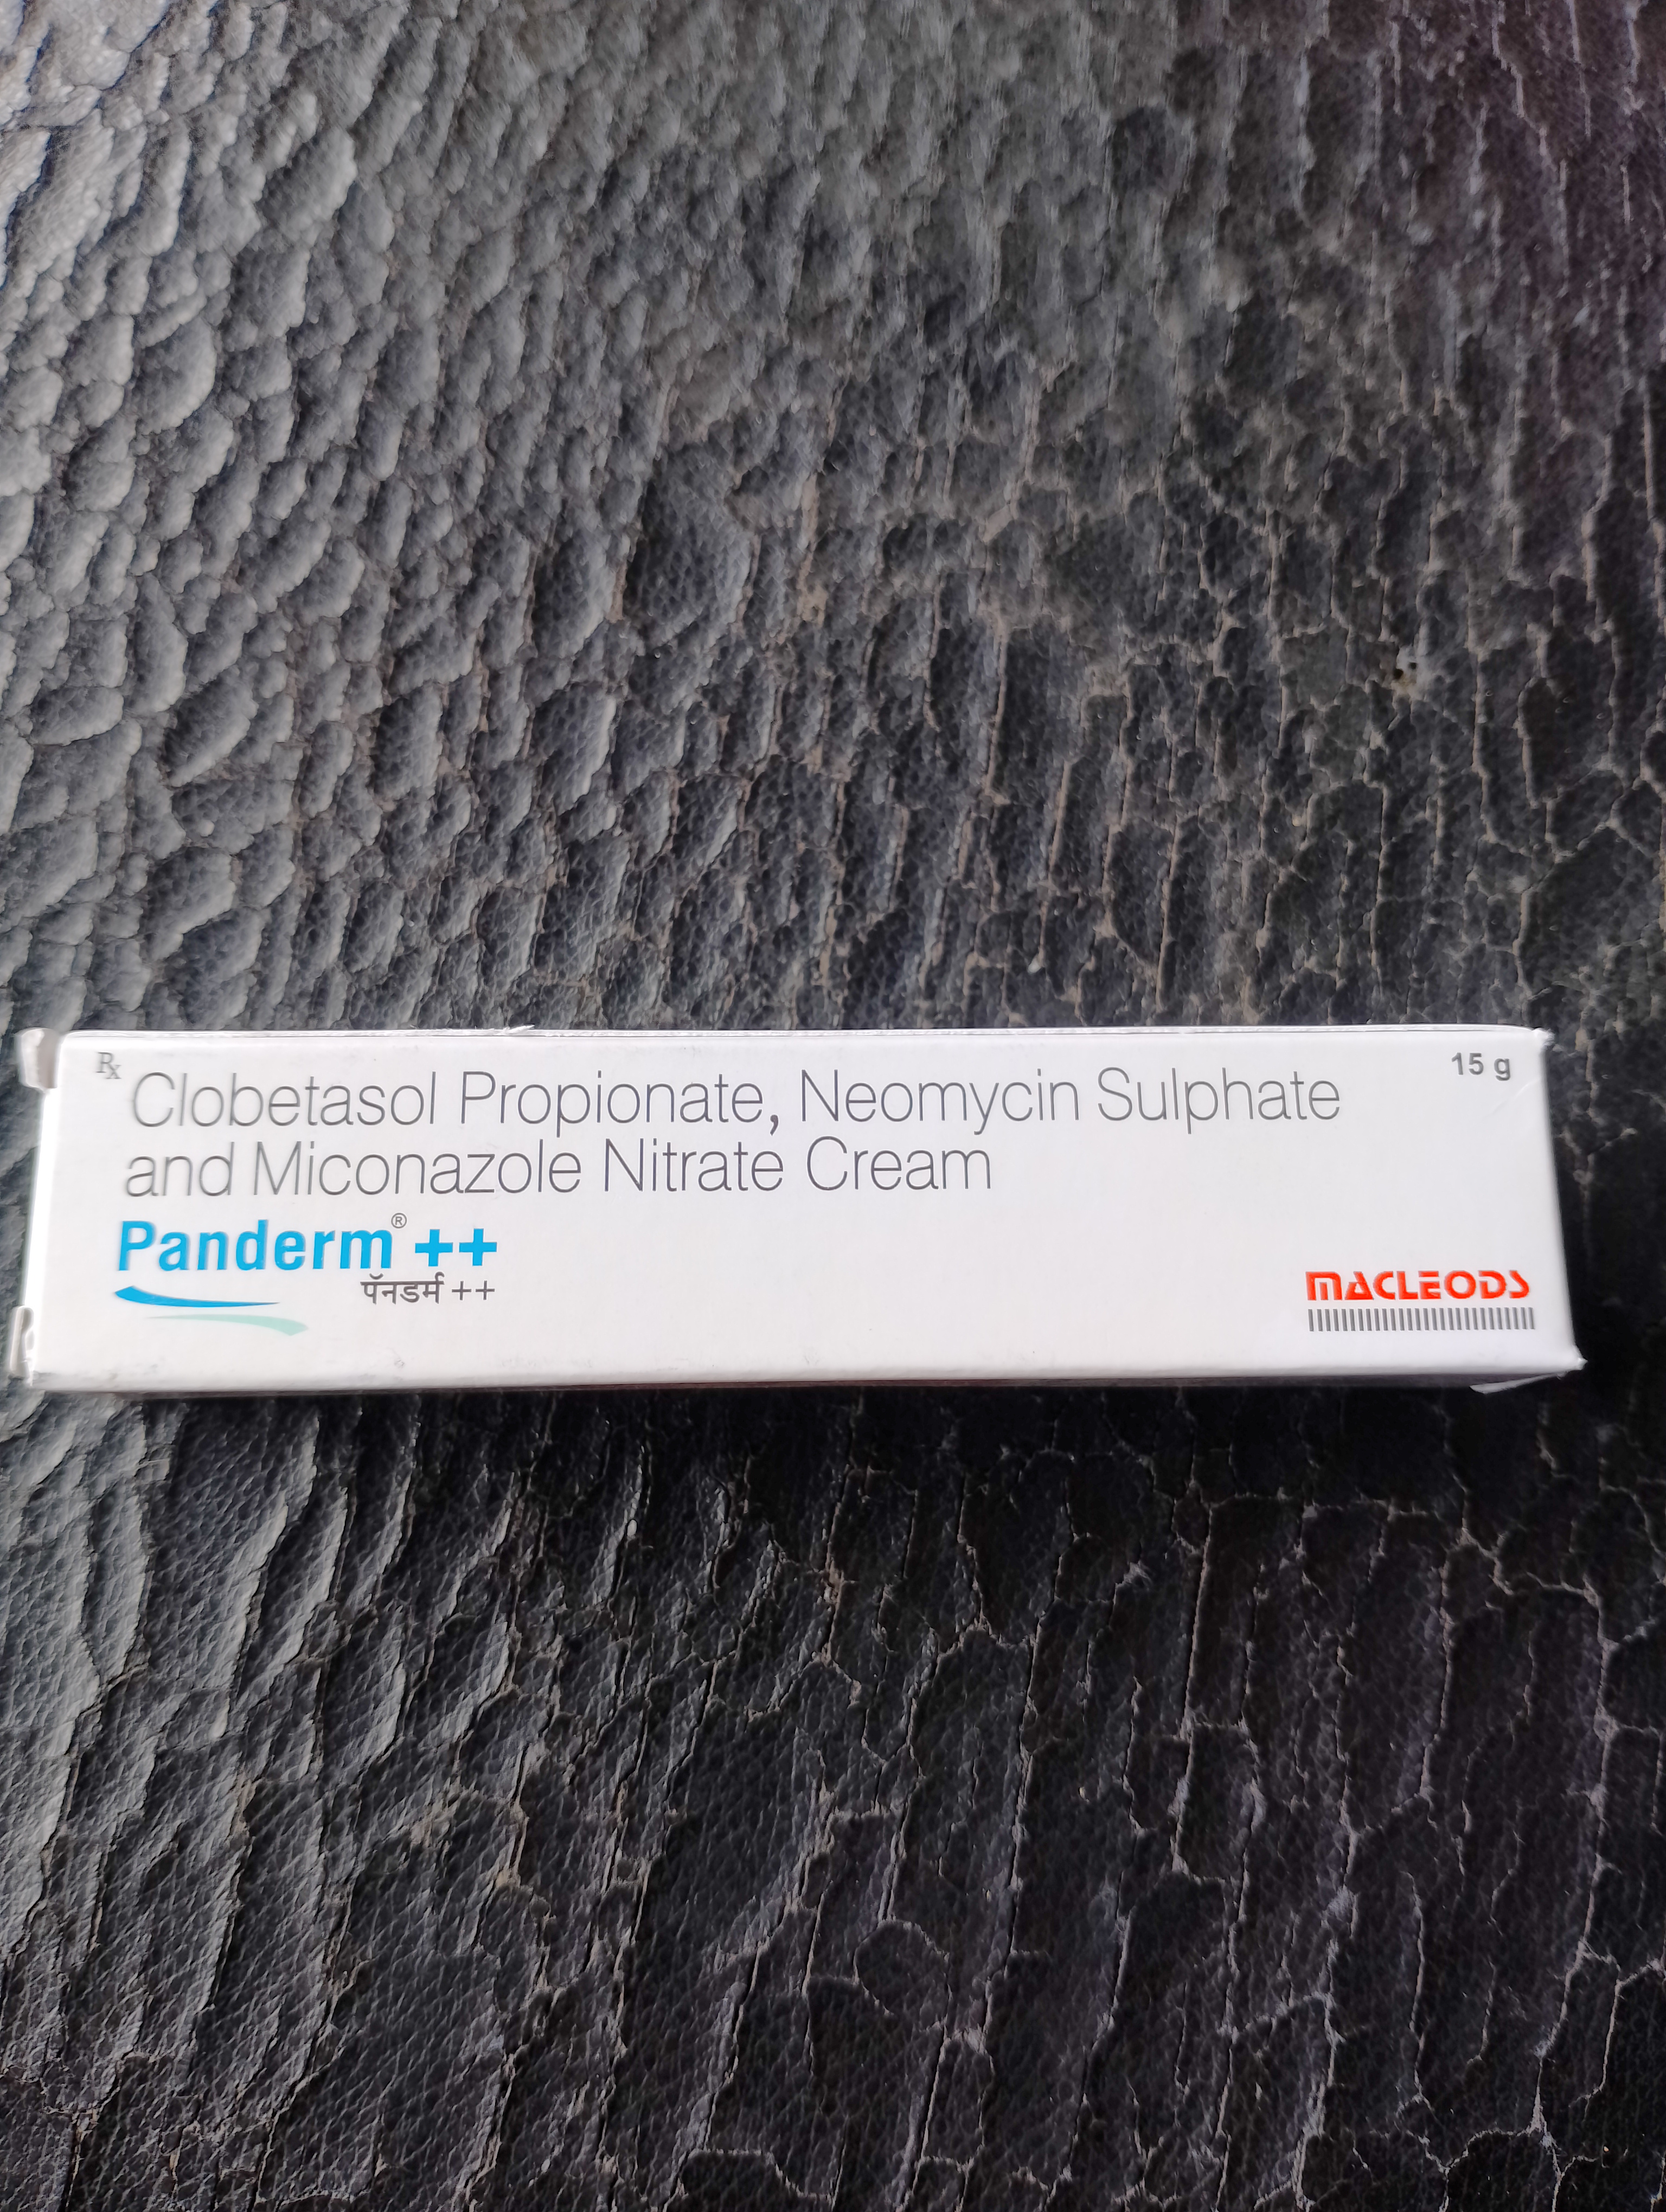 Rx
15 g
Clobetasol Propionate, Neomycin Sulphate
and Miconazole Nitrate Cream
Panderm® ++
पॅनडर्म ++
MACLEODS